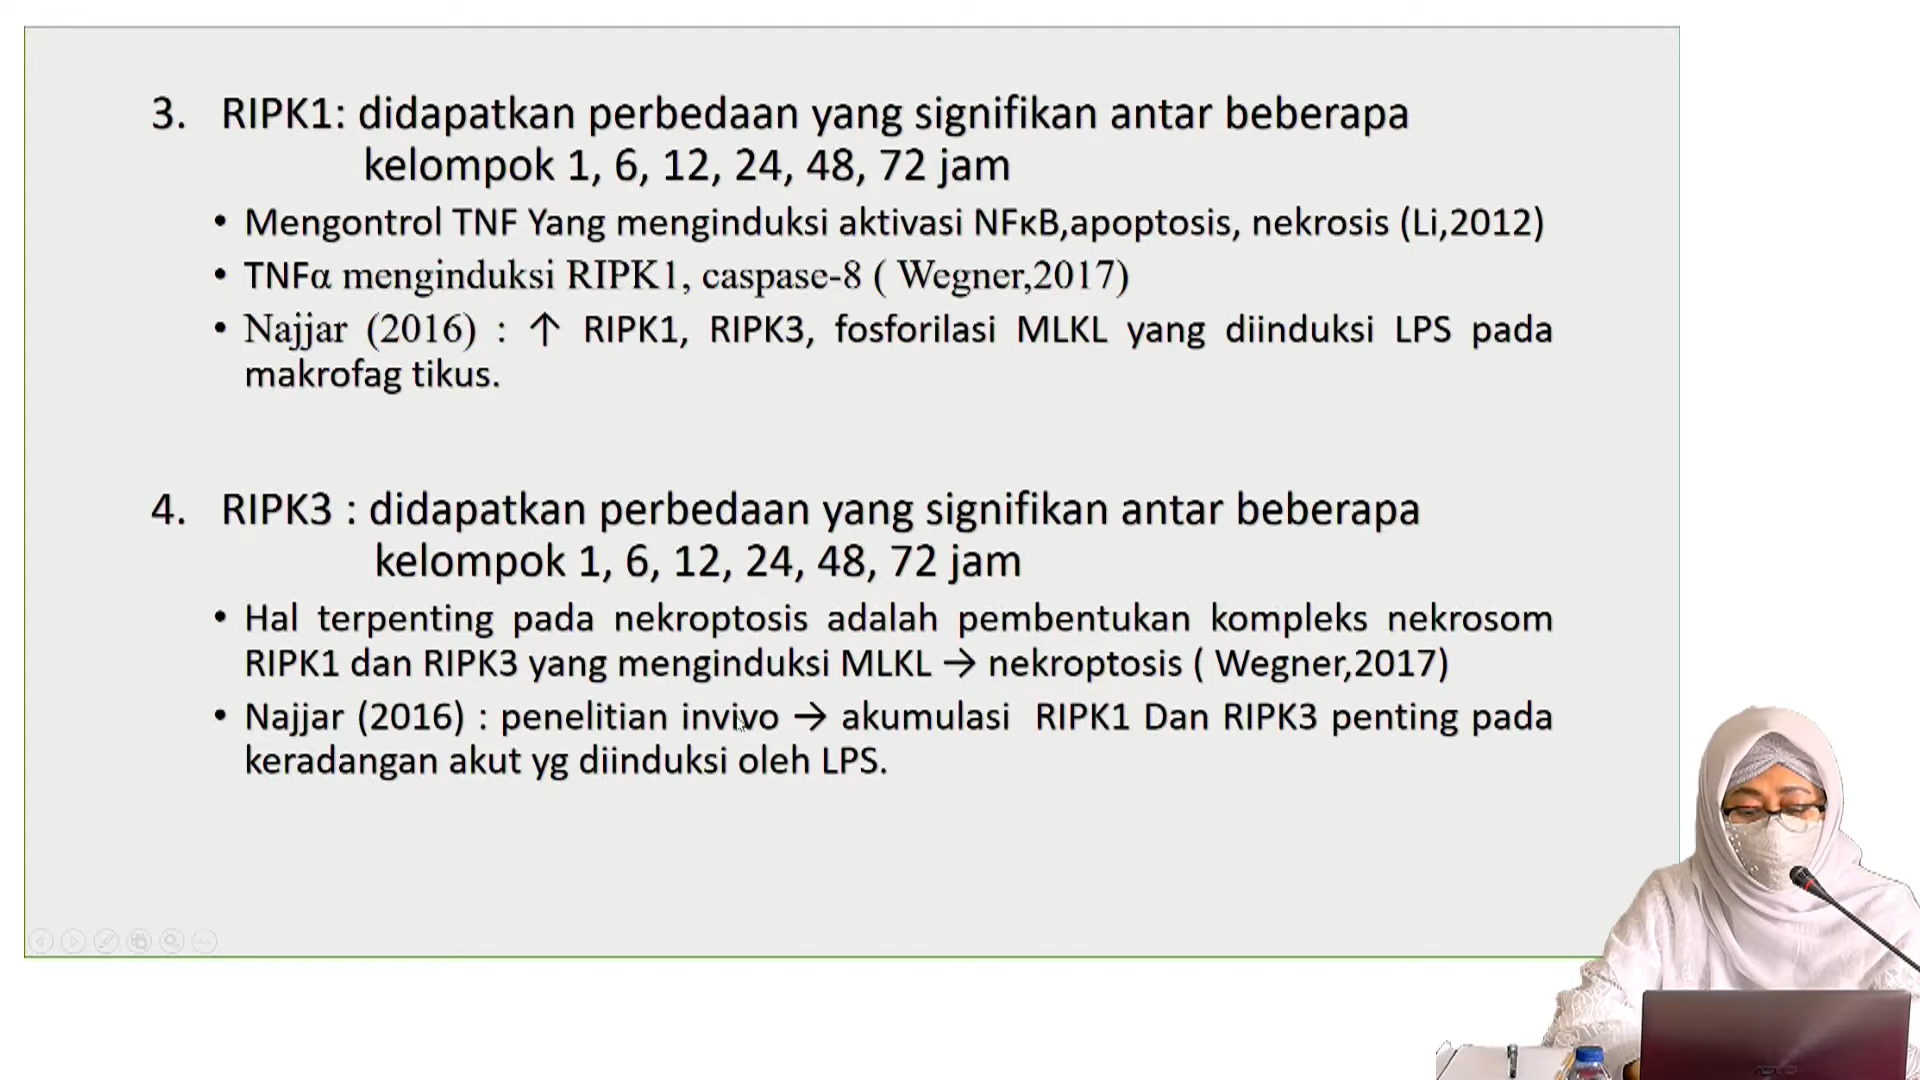 3. RIPK1: didapatkan perbedaan yang signifikan antar beberapa
kelompok 1, 6, 12, 24, 48, 72 jam
• Mengontrol TNF Yang menginduksi aktivasi NFκB,apoptosis, nekrosis (Li,2012)
• TNFα menginduksi RIPK1, caspase-8 ( Wegner,2017)
• Najjar (2016) : ↑ RIPK1, RIPK3, fosforilasi MLKL yang diinduksi LPS pada
makrofag tikus.
4. RIPK3 : didapatkan perbedaan yang signifikan antar beberapa
kelompok 1, 6, 12, 24, 48, 72 jam
• Hal terpenting pada nekroptosis adalah pembentukan kompleks nekrosom
RIPK1 dan RIPK3 yang menginduksi MLKL → nekroptosis ( Wegner,2017)
• Najjar (2016) : penelitian invivo → akumulasi RIPK1 Dan RIPK3 penting pada
keradangan akut yg diinduksi oleh LPS.